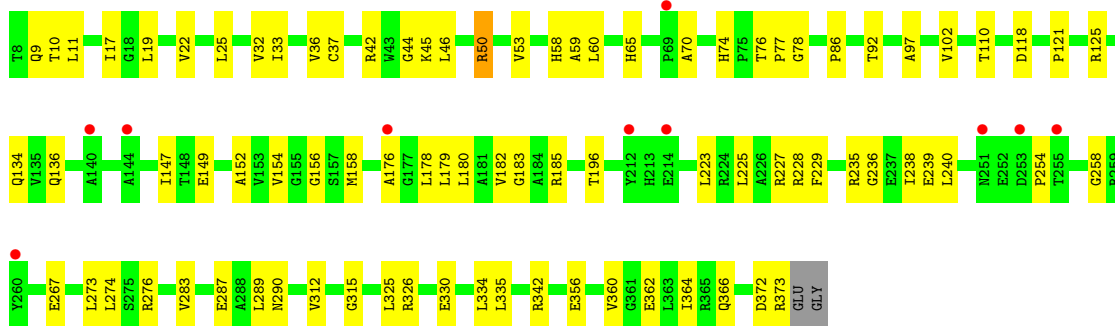 T8 Q9 T10 L11 I17 G18 L19 V22 L25 V32 I33 V36 C37 R42 W43 G44 K45 L46 R50 V53 H58 A59 L60 H65 P69 A70 H74 P75 T76 P77 G78 P86 T92 A97 V102 T110 D118 P121 R125
Q134 V135 Q136 A140 A144 I147 T148 E149 A152 V153 V154 G155 G156 S157 M158 A176 G177 L178 L179 L180 A181 V182 G183 A184 R185 T196 Y212 H213 E214 L223 R224 L225 A226 R227 R228 F229 R235 G236 E237 I238 E239 L240 N251 E252 D253 P254 T255 G258 R259
Y260 E267 L273 L274 S275 R276 V283 E287 A288 L289 N290 V312 G315 L325 R326 E330 L334 L335 R342 E356 V360 G361 E362 L363 I364 R365 Q366 D372 R373 GLU GLY